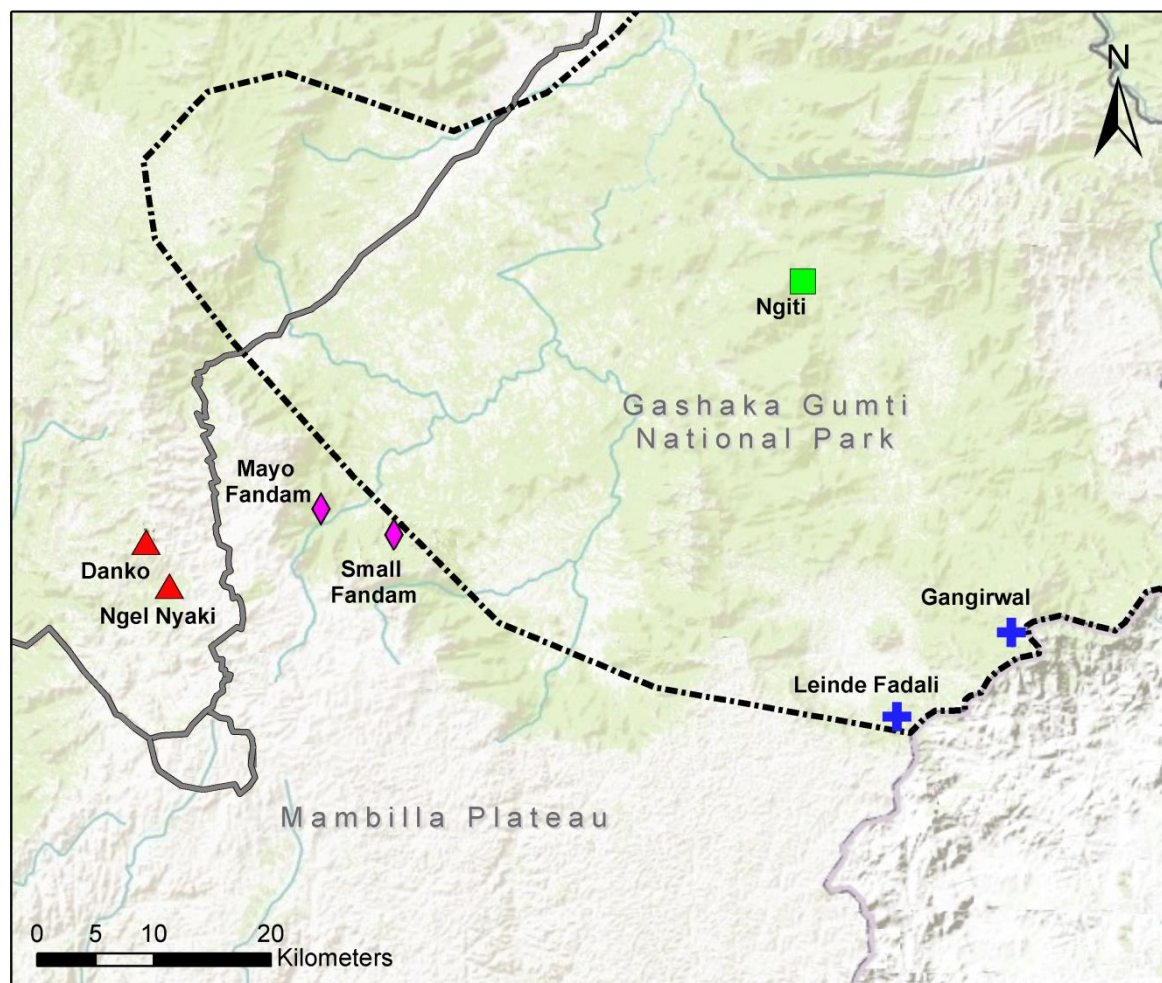 N
Ngiti
Gashaka Gumti
National Park
Mayo
Fandam
Small
Fandam
Danko
Ngel Nyaki
Gangirwal
Leinde Fadali
Mambilla Plateau
0 5 10 20
Kilometers